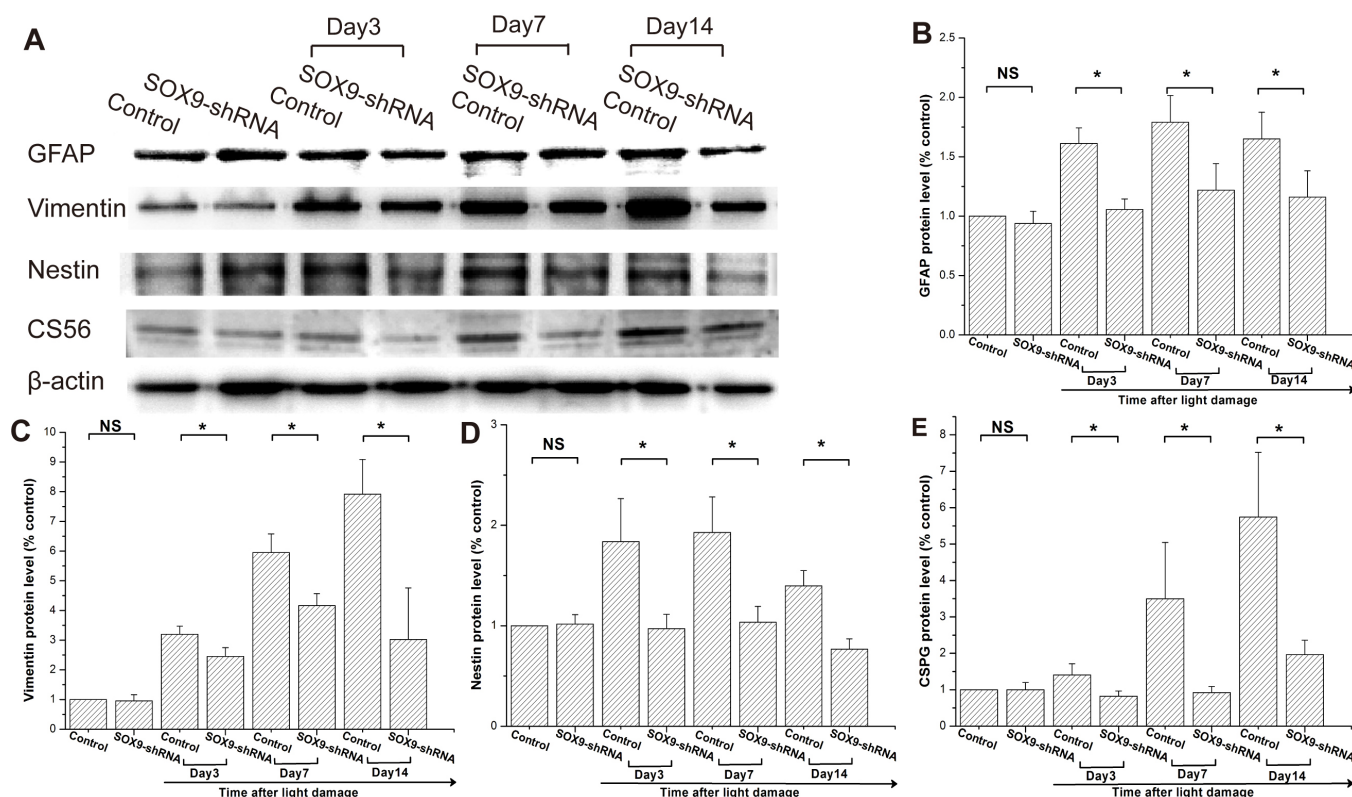 A
Day3
Day7
Day14
Control
SOX9-shRNA
Control
SOX9-shRNA
Control
SOX9-shRNA
Control
SOX9-shRNA
GFAP
Vimentin
Nestin
CS56
β-actin
B
GFAP protein level (% control)
2.5
2.0
1.5
1.0
0.5
0.0
NS
*
*
*
Control
SOX9-shRNA
Control
SOX9-shRNA
Control
SOX9-shRNA
Control
SOX9-shRNA
Day3
Day7
Day14
Time after light damage
C
Vimentin protein level (% control)
10
9
8
7
6
5
4
3
2
1
0
NS
*
*
*
Control
SOX9-shRNA
Control
SOX9-shRNA
Control
SOX9-shRNA
Control
SOX9-shRNA
Day3
Day7
Day14
Time after light damage
D
Nestin protein level (% control)
3
2
1
0
NS
*
*
*
Control
SOX9-shRNA
Control
SOX9-shRNA
Control
SOX9-shRNA
Control
SOX9-shRNA
Day3
Day7
Day14
Time after light damage
E
CSPG protein level (% control)
8
7
6
5
4
3
2
1
0
NS
*
*
*
Control
SOX9-shRNA
Control
SOX9-shRNA
Control
SOX9-shRNA
Control
SOX9-shRNA
Day3
Day7
Day14
Time after light damage